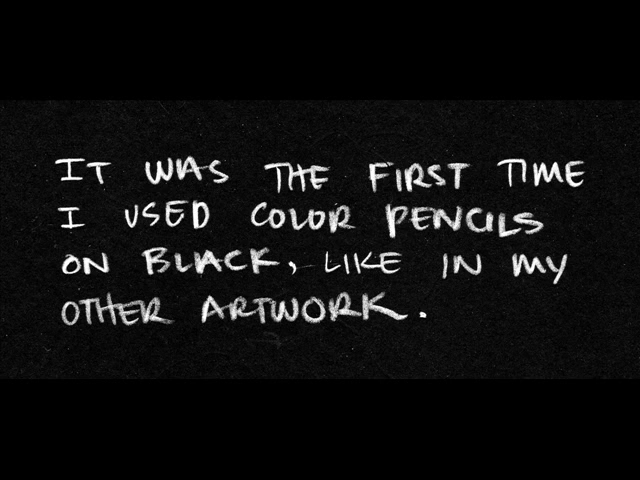 IT WAS THE FIRST TIME
I USED COLOR PENCILS
ON BLACK, LIKE IN MY
OTHER ARTWORK.